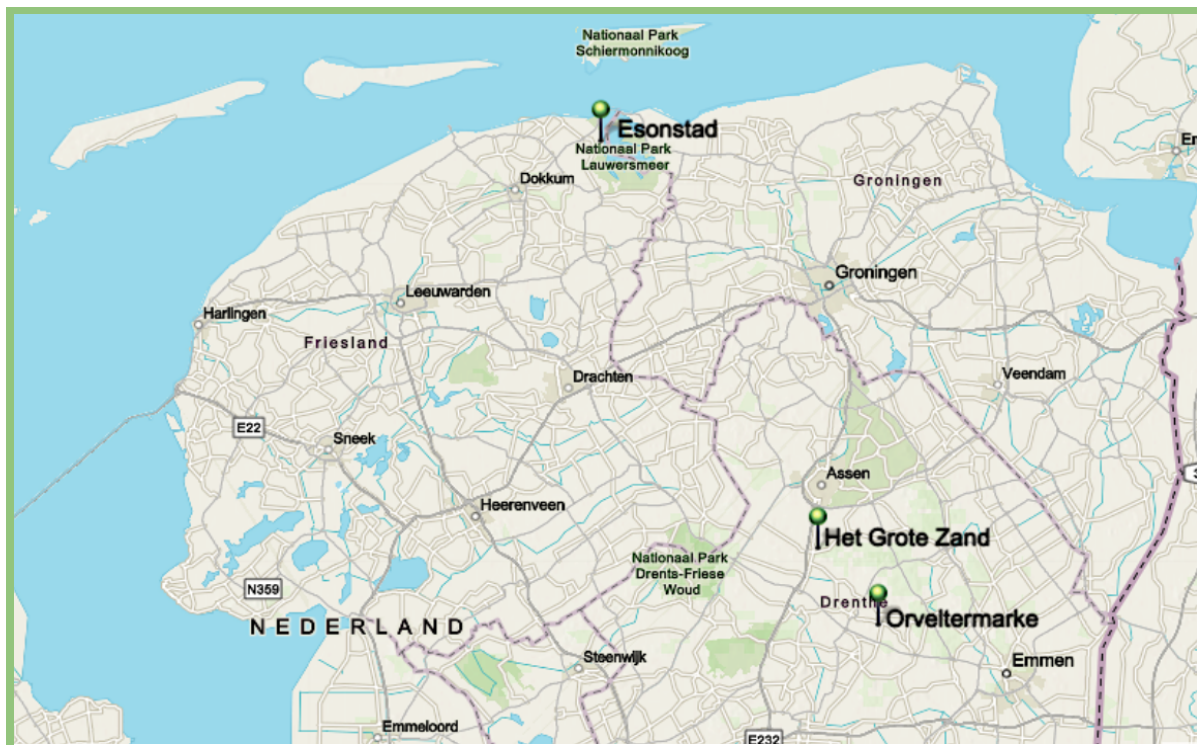 Nationaal Park
Schiermonnikoog
Esonstad
Nationaal Park
Lauwersmeer
Dokkum
Groningen
Groningen
Leeuwarden
Harlingen
Friesland
Drachten
Veendam
E22
Sneek
Assen
Heerenveen
Het Grote Zand
Nationaal Park
Drents-Friese
Woud
N359
Drenthe
Orveltermarke
NEDERLAND
Steenwijk
Emmen
Emmeloord
E232